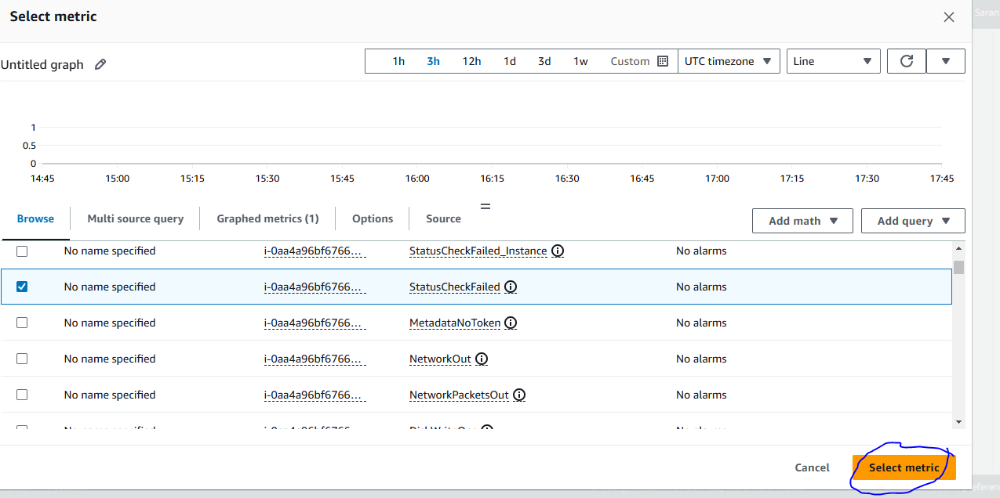 Select metric
Saran
Untitled graph
1h 3h 12h 1d 3d 1w Custom UTC timezone Line
1
0.5
0
14:45 15:00 15:15 15:30 15:45 16:00 16:15 16:30 16:45 17:00 17:15 17:30 17:45
Browse Multi source query Graphed metrics (1) Options Source Add math Add query
No name specified i-0aa4a96bf6766... StatusCheckFailed_Instance No alarms
No name specified i-0aa4a96bf6766... StatusCheckFailed No alarms
No name specified i-0aa4a96bf6766... MetadataNoToken No alarms
No name specified i-0aa4a96bf6766... NetworkOut No alarms
No name specified i-0aa4a96bf6766... NetworkPacketsOut No alarms
Cancel Select metric